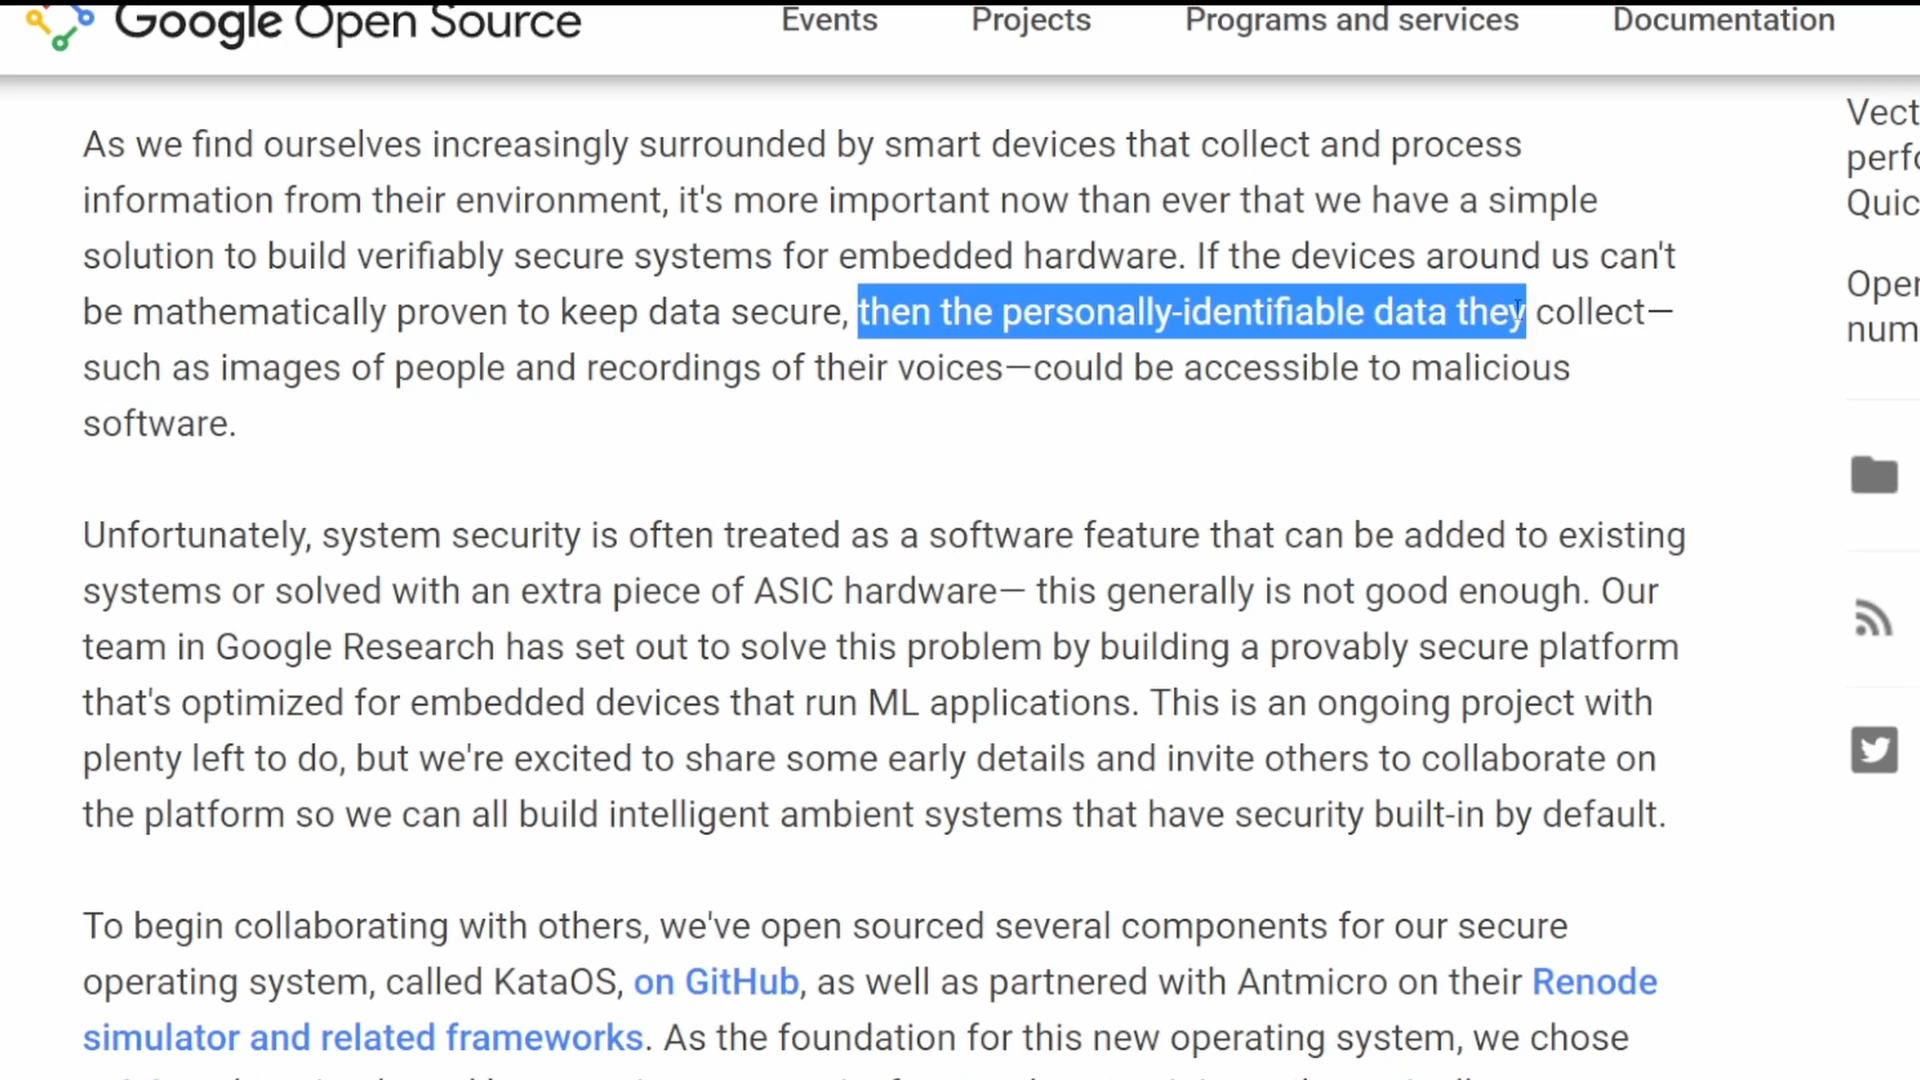 Google Open Source
Events
Projects
Programs and services
Documentation
As we find ourselves increasingly surrounded by smart devices that collect and process
information from their environment, it's more important now than ever that we have a simple
solution to build verifiably secure systems for embedded hardware. If the devices around us can't
be mathematically proven to keep data secure, then the personally-identifiable data they collect—
such as images of people and recordings of their voices—could be accessible to malicious
software.
Unfortunately, system security is often treated as a software feature that can be added to existing
systems or solved with an extra piece of ASIC hardware— this generally is not good enough. Our
team in Google Research has set out to solve this problem by building a provably secure platform
that's optimized for embedded devices that run ML applications. This is an ongoing project with
plenty left to do, but we're excited to share some early details and invite others to collaborate on
the platform so we can all build intelligent ambient systems that have security built-in by default.
To begin collaborating with others, we've open sourced several components for our secure
operating system, called KataOS, on GitHub, as well as partnered with Antmicro on their Renode
simulator and related frameworks. As the foundation for this new operating system, we chose
Vect
perfo
Quic
Open
num